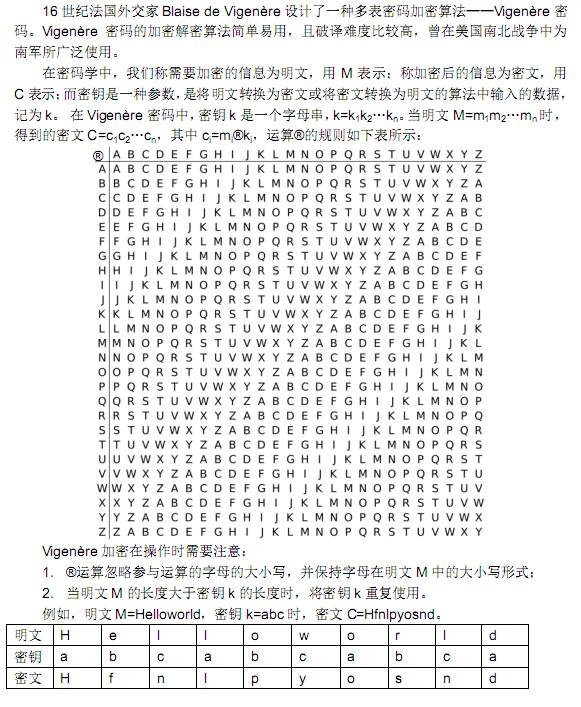 16 世纪法国外交家 Blaise de Vigenère 设计了一种多表密码加密算法——Vigenère 密
码。Vigenère 密码的加密解密算法简单易用，且破译难度比较高，曾在美国南北战争中为
南军所广泛使用。
在密码学中，我们称需要加密的信息为明文，用 M 表示；称加密后的信息为密文，用
C 表示；而密钥是一种参数，是将明文转换为密文或将密文转换为明文的算法中输入的数据，
记为 k。 在 Vigenère 密码中，密钥 k 是一个字母串，k=k₁k₂…kₙ。当明文 M=m₁m₂…mₙ时，
得到的密文 C=c₁c₂…cₙ，其中 cᵢ=mᵢ®kᵢ，运算®的规则如下表所示：
® A B C D E F G H I J K L M N O P Q R S T U V W X Y Z
A A B C D E F G H I J K L M N O P Q R S T U V W X Y Z
B B C D E F G H I J K L M N O P Q R S T U V W X Y Z A
C C D E F G H I J K L M N O P Q R S T U V W X Y Z A B
D D E F G H I J K L M N O P Q R S T U V W X Y Z A B C
E E F G H I J K L M N O P Q R S T U V W X Y Z A B C D
F F G H I J K L M N O P Q R S T U V W X Y Z A B C D E
G G H I J K L M N O P Q R S T U V W X Y Z A B C D E F
H H I J K L M N O P Q R S T U V W X Y Z A B C D E F G
I I J K L M N O P Q R S T U V W X Y Z A B C D E F G H
J J K L M N O P Q R S T U V W X Y Z A B C D E F G H I
K K L M N O P Q R S T U V W X Y Z A B C D E F G H I J
L L M N O P Q R S T U V W X Y Z A B C D E F G H I J K
M M N O P Q R S T U V W X Y Z A B C D E F G H I J K L
N N O P Q R S T U V W X Y Z A B C D E F G H I J K L M
O O P Q R S T U V W X Y Z A B C D E F G H I J K L M N
P P Q R S T U V W X Y Z A B C D E F G H I J K L M N O
Q Q R S T U V W X Y Z A B C D E F G H I J K L M N O P
R R S T U V W X Y Z A B C D E F G H I J K L M N O P Q
S S T U V W X Y Z A B C D E F G H I J K L M N O P Q R
T T U V W X Y Z A B C D E F G H I J K L M N O P Q R S
U U V W X Y Z A B C D E F G H I J K L M N O P Q R S T
V V W X Y Z A B C D E F G H I J K L M N O P Q R S T U
W W X Y Z A B C D E F G H I J K L M N O P Q R S T U V
X X Y Z A B C D E F G H I J K L M N O P Q R S T U V W
Y Y Z A B C D E F G H I J K L M N O P Q R S T U V W X
Z Z A B C D E F G H I J K L M N O P Q R S T U V W X Y
Vigenère 加密在操作时需要注意：
1. ®运算忽略参与运算的字母的大小写，并保持字母在明文 M 中的大小写形式；
2. 当明文 M 的长度大于密钥 k 的长度时，将密钥 k 重复使用。
例如，明文 M=Helloworld，密钥 k=abc 时，密文 C=Hfnlpyosnd。
明文 H e l l o w o r l d
密钥 a b c a b c a b c a
密文 H f n l p y o s n d